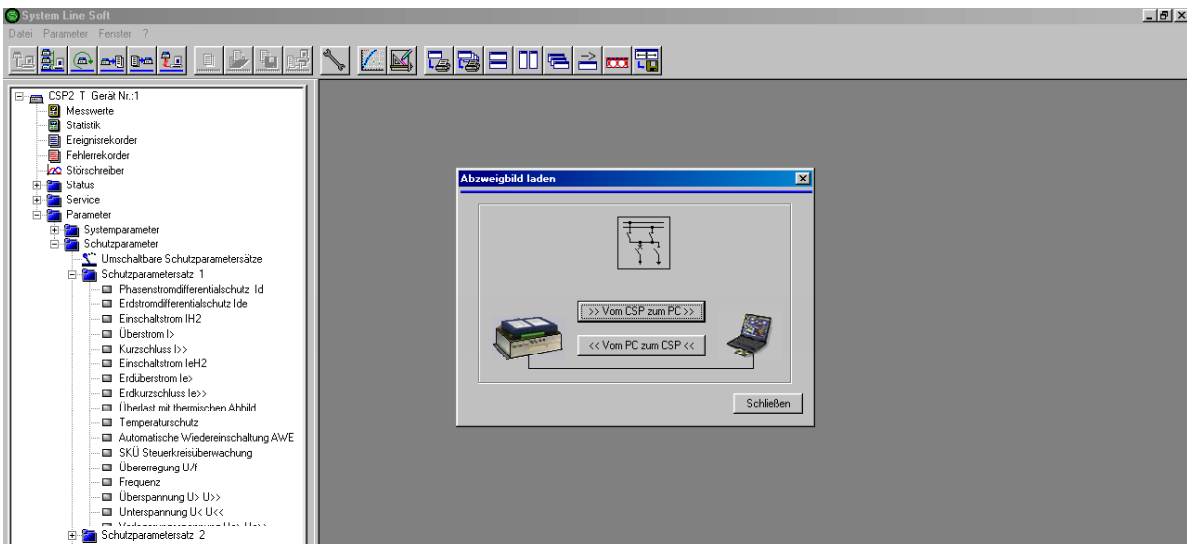 System Line Soft
Datei Parameter Fenster ?
CSP2 T Gerät Nr.:1
Messwerte
Statistik
Ereignisrekorder
Fehlerrekorder
Störschreiber
Status
Service
Parameter
Systemparameter
Schutzparameter
Umschaltbare Schutzparametersätze
Schutzparametersatz 1
Phasenstromdifferentialschutz Id
Erdstromdifferentialschutz Ide
Einschaltstrom IH2
Überstrom I>
Kurzschluss I>>
Einschaltstrom IeH2
Erdüberstrom Ie>
Erdkurzschluss Ie>>
Überlast mit thermischen Abbild
Temperaturschutz
Automatische Wiedereinschaltung AWE
SKÜ Steuerkreisüberwachung
Übererregung U/f
Frequenz
Überspannung U> U>>
Unterspannung U< U<<
Verlagerungsspannung Ue> Ue>>
Schutzparametersatz 2
Abzweigbild laden
>> Vom CSP zum PC >>
<< Vom PC zum CSP <<
Schließen